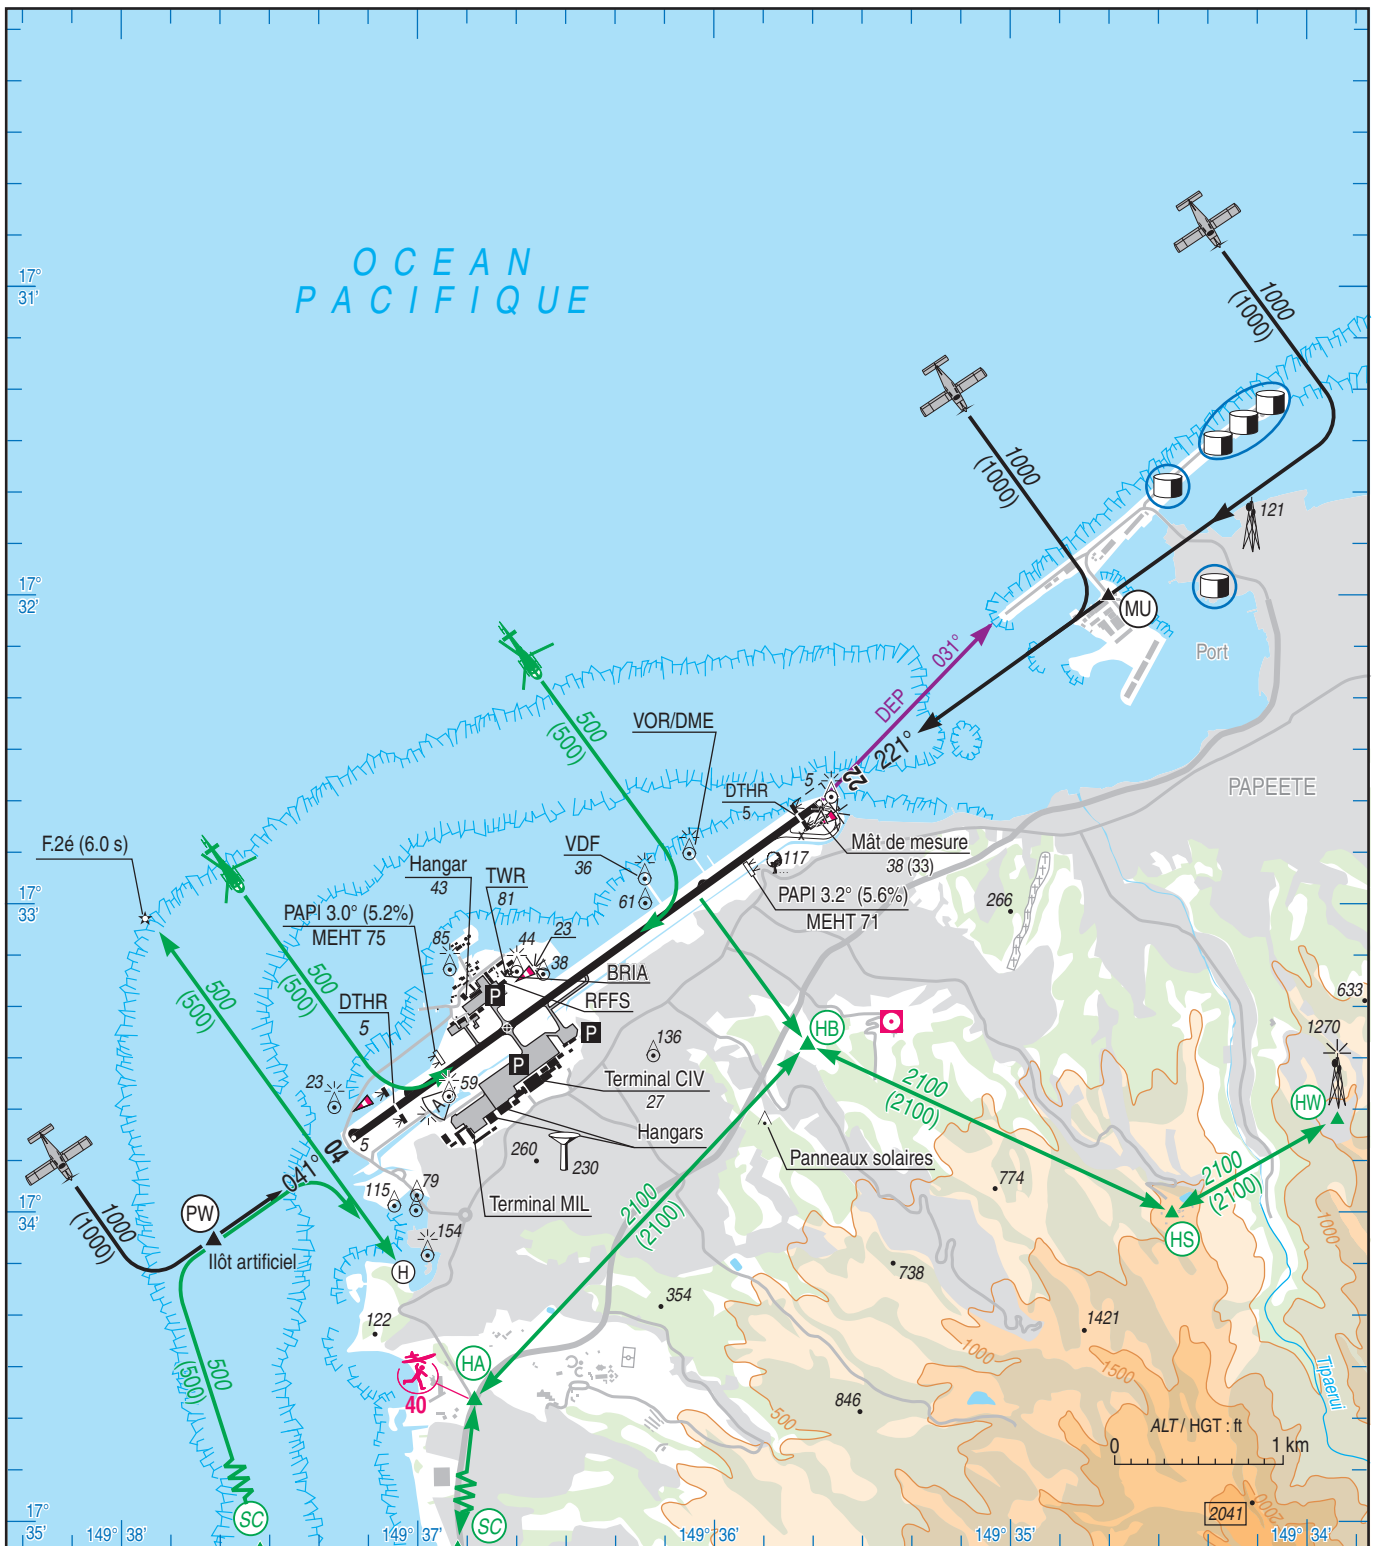 OCEAN
PACIFIQUE
17°
31'
1000
(1000)
1000
(1000)
121
17°
32'
MU
Port
DEP
031°
221°
22
500
(500)
VOR/DME
PAPEETE
5
DTHR
5
F.2é (6.0 s)
VDF
36
Mât de mesure
38 (33)
117
Hangar
43
TWR
81
61
PAPI 3.2° (5.6%)
MEHT 71
266
17°
33'
PAPI 3.0° (5.2%)
MEHT 75
85
44
23
38
BRIA
RFFS
500
(500)
500
(500)
DTHR
5
P
P
P
633
1270
HB
136
Terminal CIV
27
2100
(2100)
HW
23
59
A
Hangars
5
04
041°
260
230
Panneaux solaires
774
2100
(2100)
Terminal MIL
2100
(2100)
115
79
154
PW
1000
(1000)
17°
34'
Ilôt artificiel
H
HS
1000
738
354
122
1421
1000
1500
HA
40
500
(500)
846
500
Tipaerui
ALT / HGT : ft
0
1 km
SC
SC
2041
2000
17°
35'
149° 38'
149° 37'
149° 36'
149° 35'
149° 34'